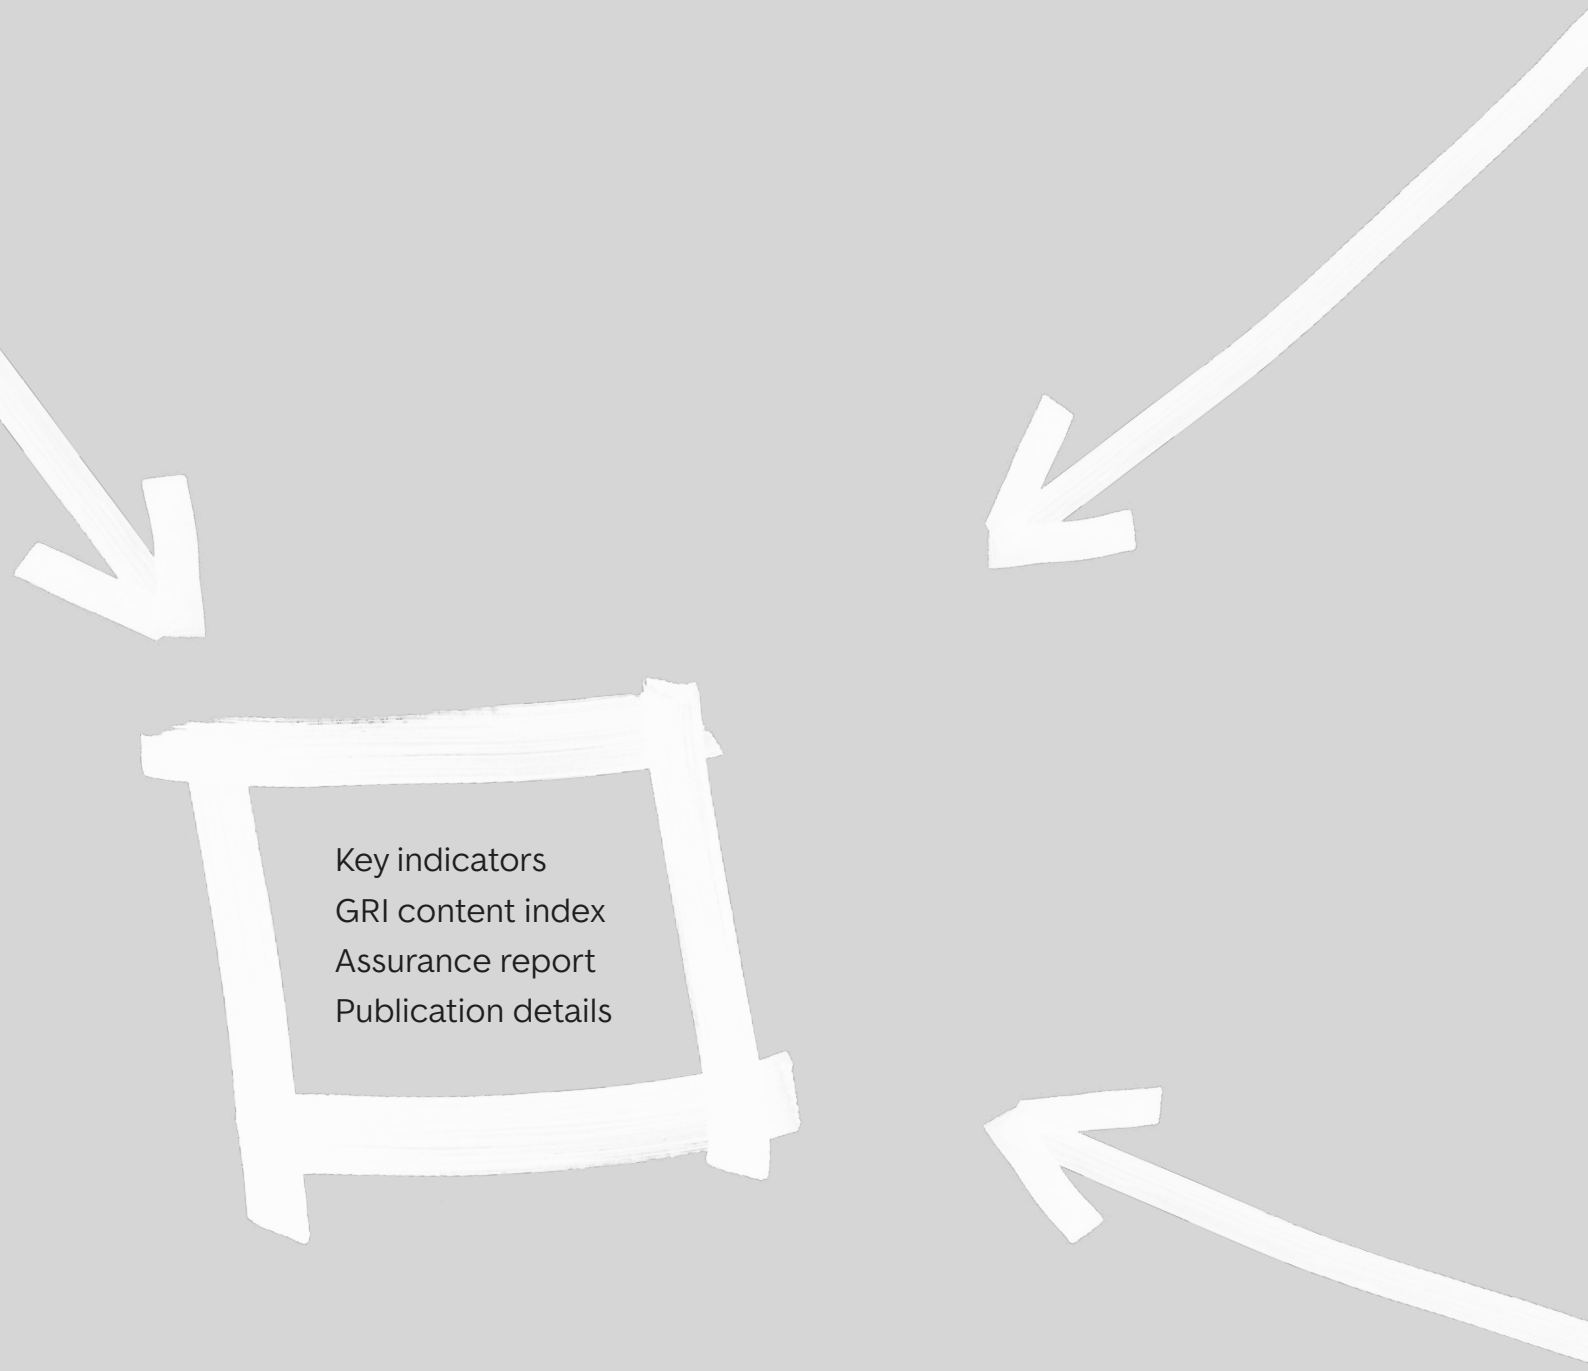 Key indicators
GRI content index
Assurance report
Publication details